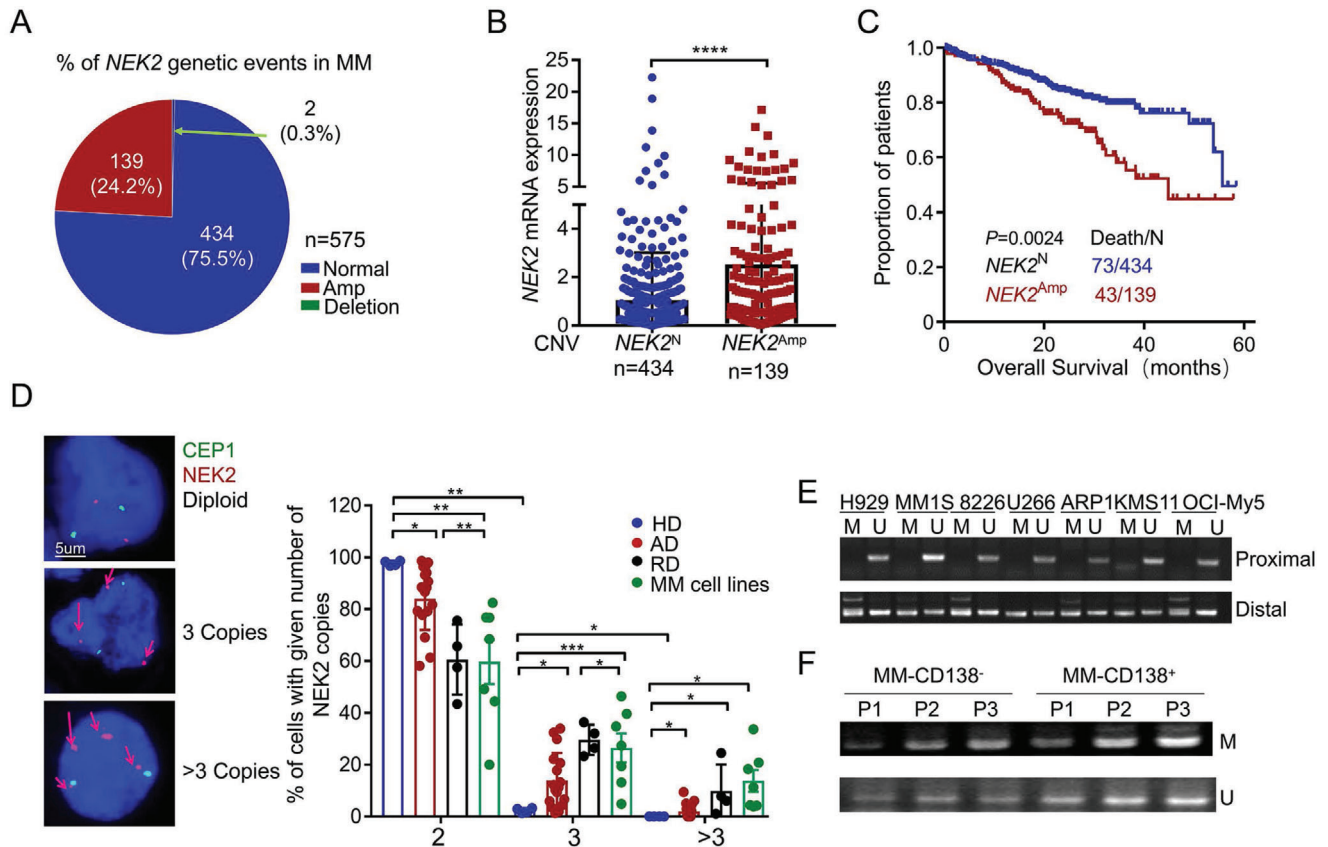 A
% of NEK2 genetic events in MM
2
(0.3%)
139
(24.2%)
434
(75.5%)
n=575
Normal
Amp
Deletion
B
****
NEK2 mRNA expression
25
20
15
10
5
4
2
0
CNV
NEK2ᴺ
NEK2ᴬᵐᵖ
n=434
n=139
C
Proportion of patients
1.0
0.8
0.6
0.4
0.2
0
P=0.0024 Death/N
NEK2ᴺ 73/434
NEK2ᴬᵐᵖ 43/139
0 20 40 60
Overall Survival (months)
D
CEP1
NEK2
Diploid
5um
3 Copies
>3 Copies
% of cells with given number of
NEK2 copies
120
100
80
60
40
20
0
**
**
* **
*
***
* *
*
*
*
HD
AD
RD
MM cell lines
2 3 >3
E
H929 MM1S 8226 U266 ARP1 KMS11 OCI-My5
M U M U M U M U M U M U M U
Proximal
Distal
F
MM-CD138⁻ MM-CD138⁺
P1 P2 P3 P1 P2 P3
M
U